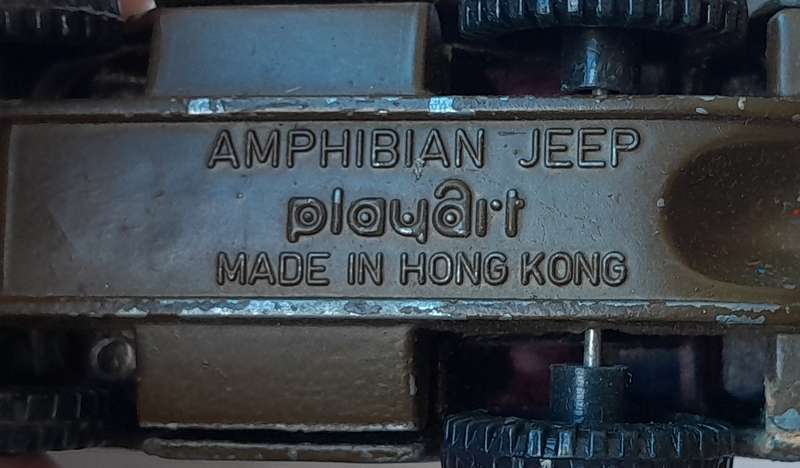 AMPHIBIAN JEEP
playart
MADE IN HONG KONG